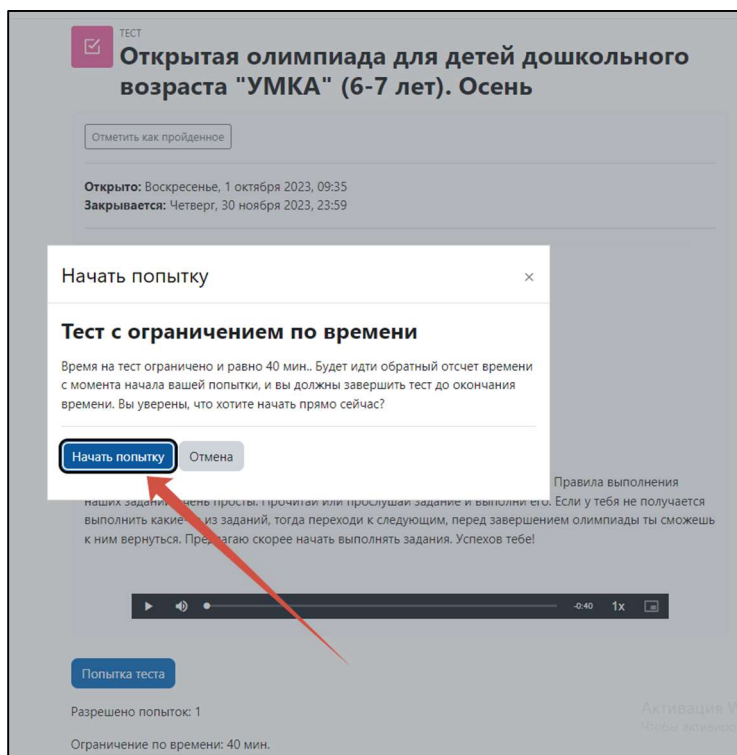 ТЕСТ
Открытая олимпиада для детей дошкольного
возраста "УМКА" (6-7 лет). Осень
Отметить как пройденное
Открыто: Воскресенье, 1 октября 2023, 09:35
Закрывается: Четверг, 30 ноября 2023, 23:59
Начать попытку
×
Тест с ограничением по времени
Время на тест ограничено и равно 40 мин.. Будет идти обратный отсчет времени
с момента начала вашей попытки, и вы должны завершить тест до окончания
времени. Вы уверены, что хотите начать прямо сейчас?
Начать попытку Отмена
Правила выполнения
наших заданий очень просты. Прочитай или прослушай задание и выполни его. Если у тебя не получается
выполнить какие из заданий, тогда переходи к следующим, перед завершением олимпиады ты сможешь
к ним вернуться. Предлагаю скорее начать выполнять задания. Успехов тебе!
-0:40 1x
Попытка теста
Разрешено попыток: 1
Активация
Ограничение по времени: 40 мин.